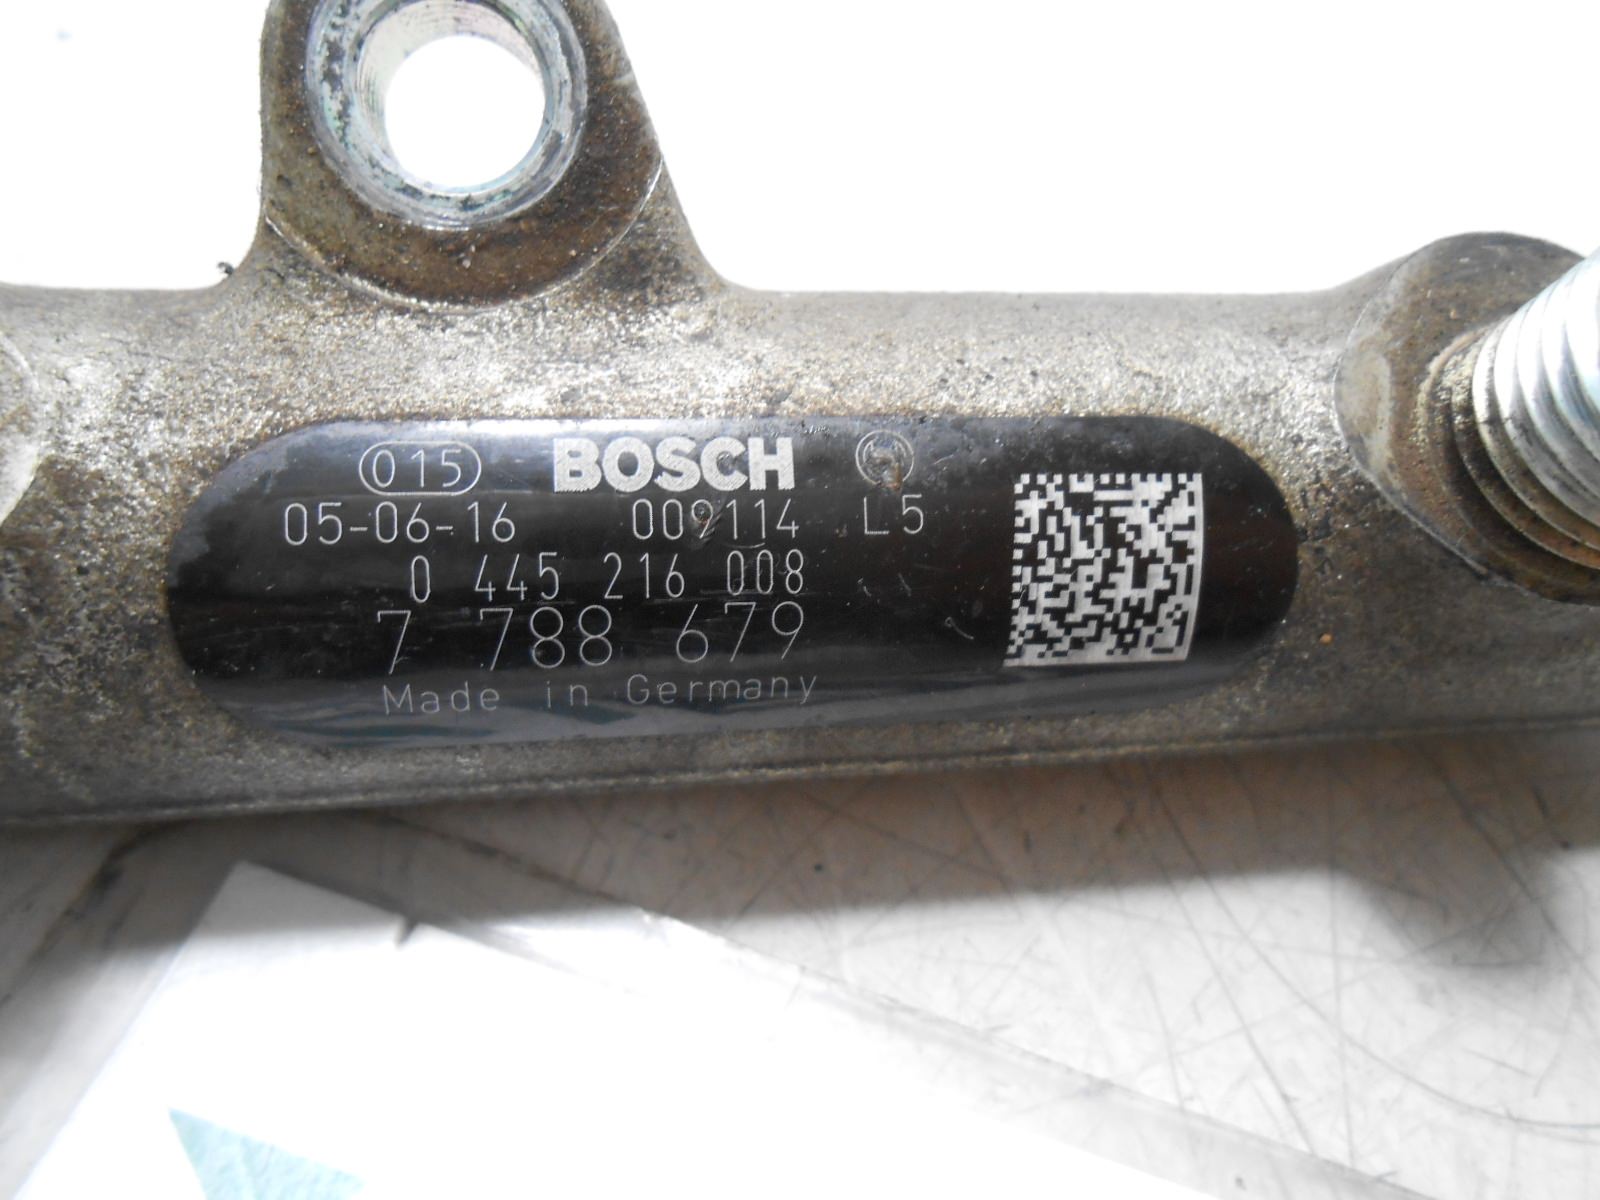 015 BOSCH
05-06-16 009114 L5
0 445 216 008
7 788 679
Made in Germany